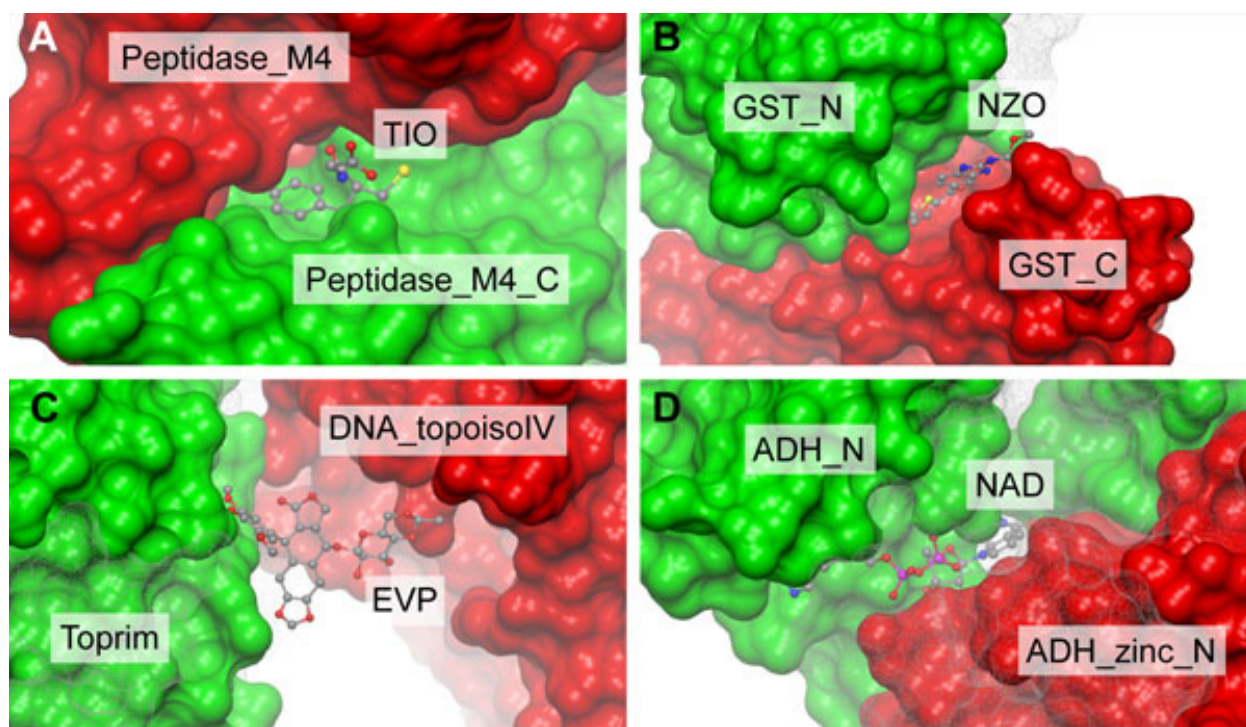 A
Peptidase_M4
TIO
Peptidase_M4_C
B
GST_N
NZO
GST_C
C
DNA_topoisoIV
EVP
Toprim
D
ADH_N
NAD
ADH_zinc_N